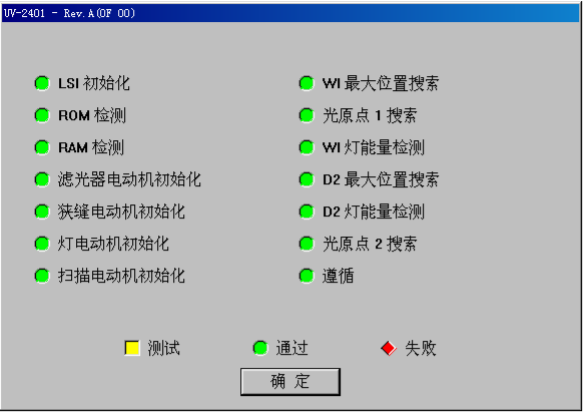 UV-2401 - Rev.A(0F 00)
LSI 初始化
ROM 检测
RAM 检测
滤光器电动机初始化
狭缝电动机初始化
灯电动机初始化
扫描电动机初始化
WI 最大位置搜索
光原点 1 搜索
WI 灯能量检测
D2 最大位置搜索
D2 灯能量检测
光原点 2 搜索
遵循
测试 通过 失败
确 定